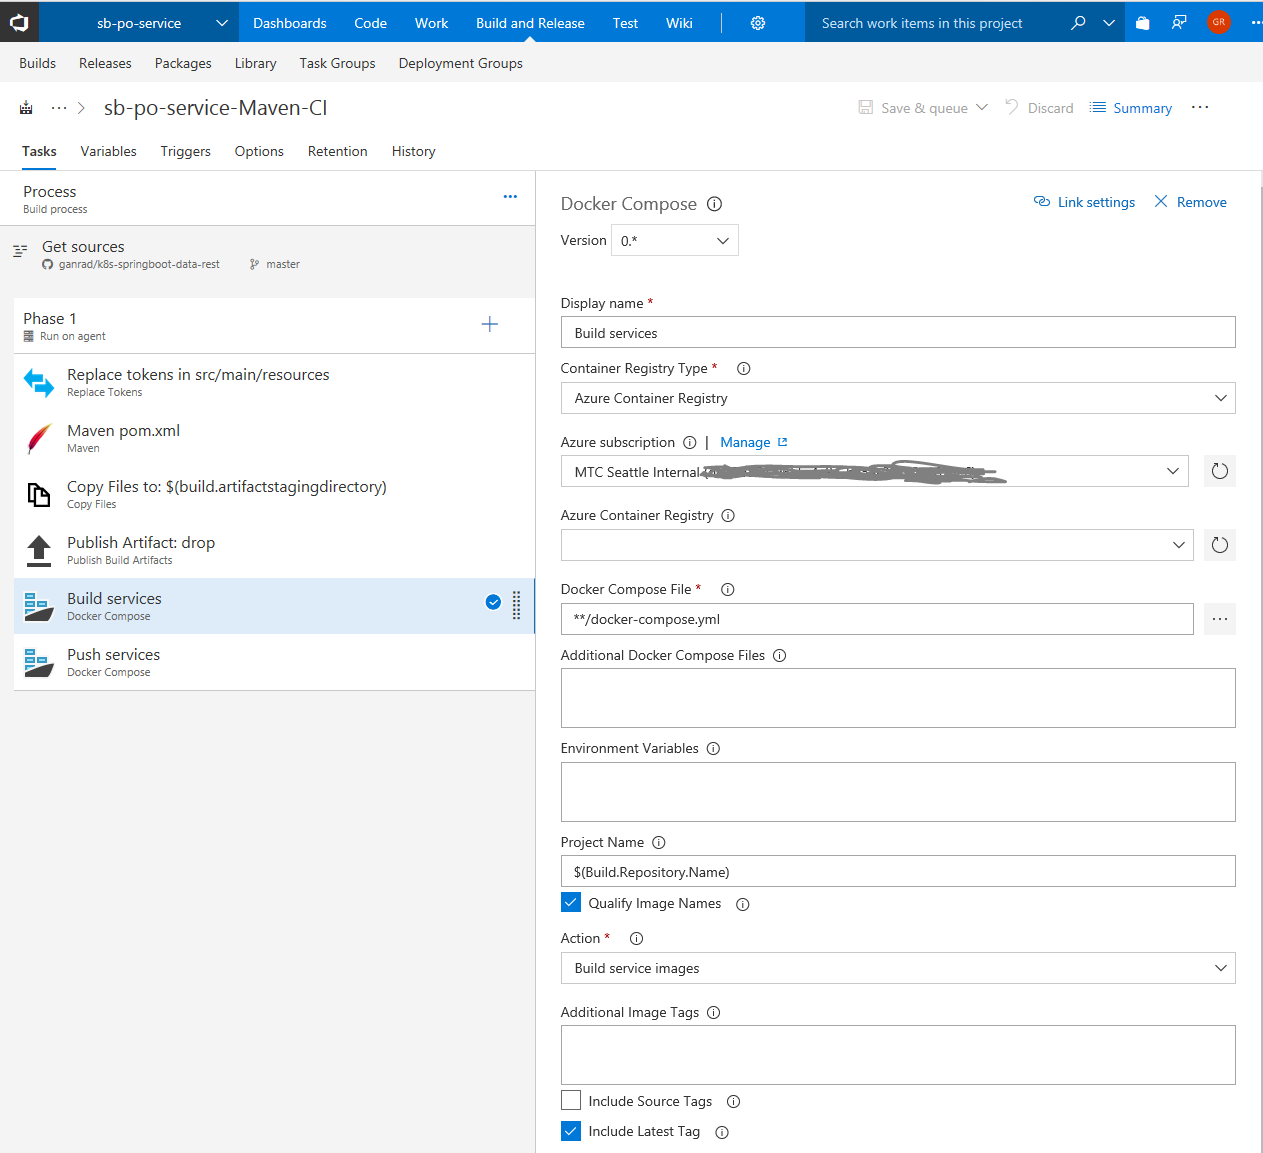 sb-po-service
Dashboards Code Work Build and Release Test Wiki
Search work items in this project
GR
Builds Releases Packages Library Task Groups Deployment Groups
... > sb-po-service-Maven-CI
Save & queue Discard Summary ...
Tasks Variables Triggers Options Retention History
Process
Build process
Get sources
ganrad/k8s-springboot-data-rest master
Phase 1
Run on agent
Replace tokens in src/main/resources
Replace Tokens
Maven pom.xml
Maven
Copy Files to: $(build.artifactstagingdirectory)
Copy Files
Publish Artifact: drop
Publish Build Artifacts
Build services
Docker Compose
Push services
Docker Compose
Docker Compose
Link settings Remove
Version 0.*
Display name *
Build services
Container Registry Type *
Azure Container Registry
Azure subscription | Manage
MTC Seattle Internal
Azure Container Registry
Docker Compose File *
**/docker-compose.yml
Additional Docker Compose Files
Environment Variables
Project Name
$(Build.Repository.Name)
Qualify Image Names
Action *
Build service images
Additional Image Tags
Include Source Tags
Include Latest Tag